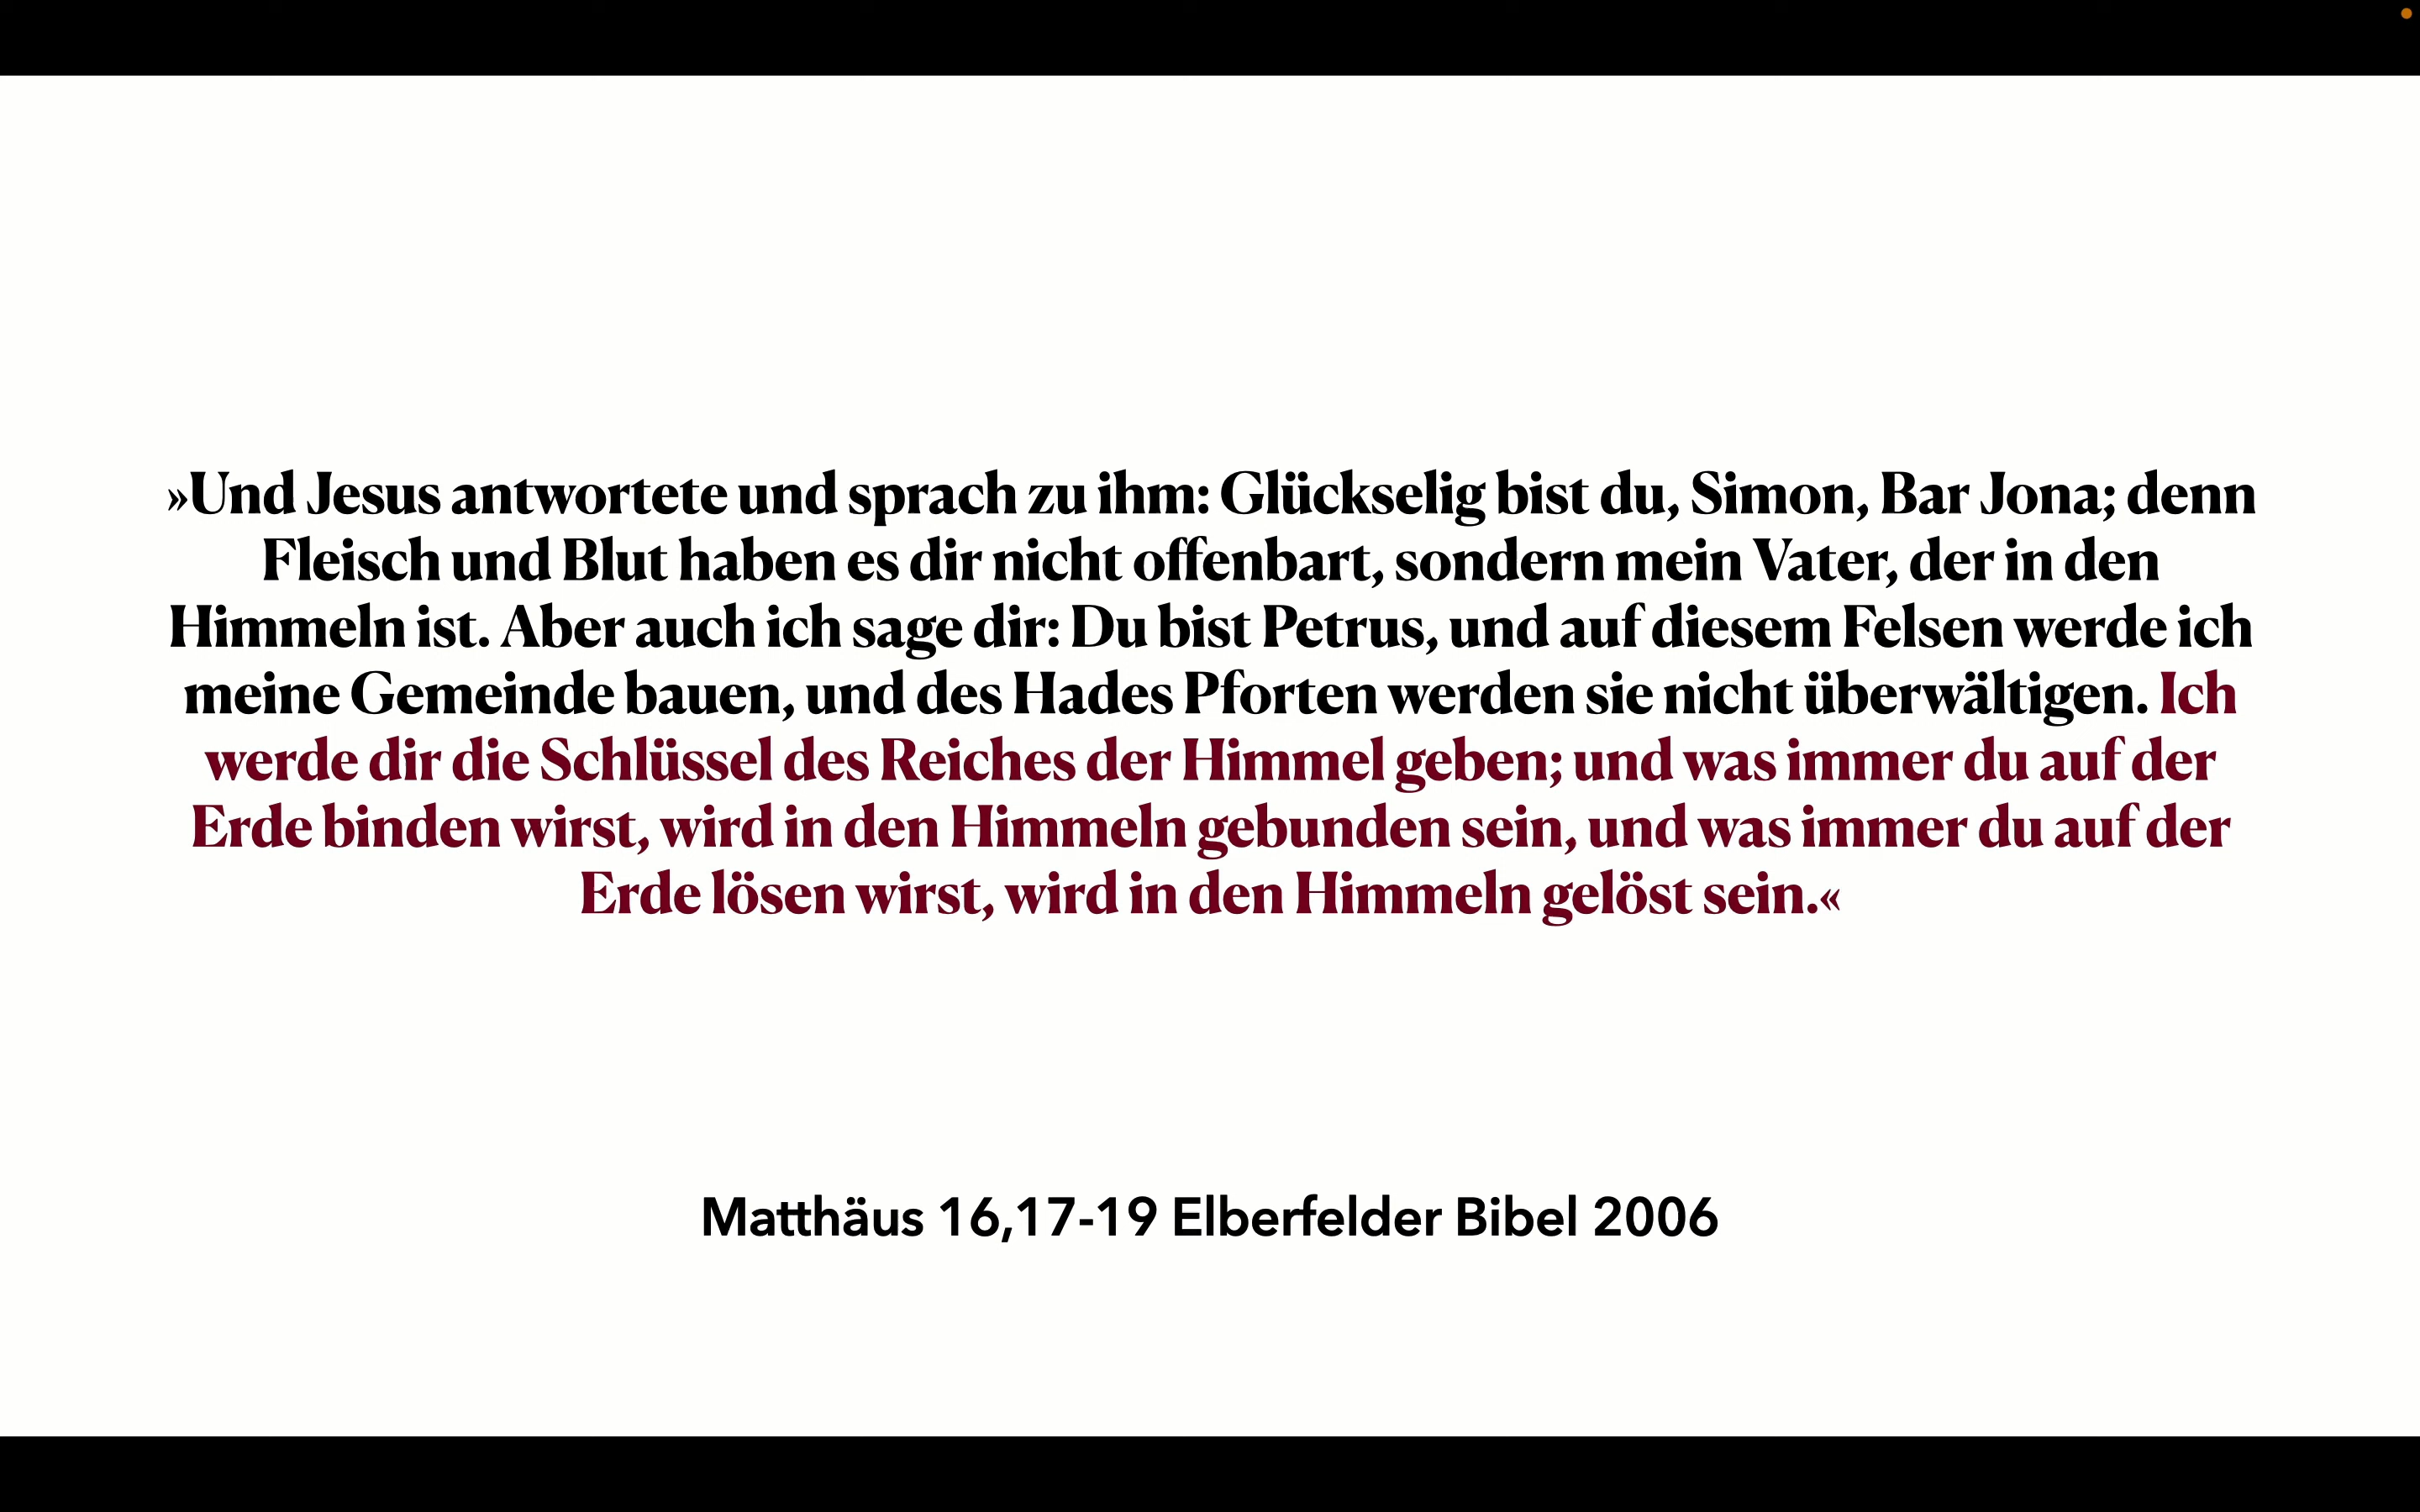 »Und Jesus antwortete und sprach zu ihm: Glückselig bist du, Simon, Bar Jona; denn
Fleisch und Blut haben es dir nicht offenbart, sondern mein Vater, der in den
Himmeln ist. Aber auch ich sage dir: Du bist Petrus, und auf diesem Felsen werde ich
meine Gemeinde bauen, und des Hades Pforten werden sie nicht überwältigen. Ich
werde dir die Schlüssel des Reiches der Himmel geben; und was immer du auf der
Erde binden wirst, wird in den Himmeln gebunden sein, und was immer du auf der
Erde lösen wirst, wird in den Himmeln gelöst sein.«
Matthäus 16,17-19 Elberfelder Bibel 2006